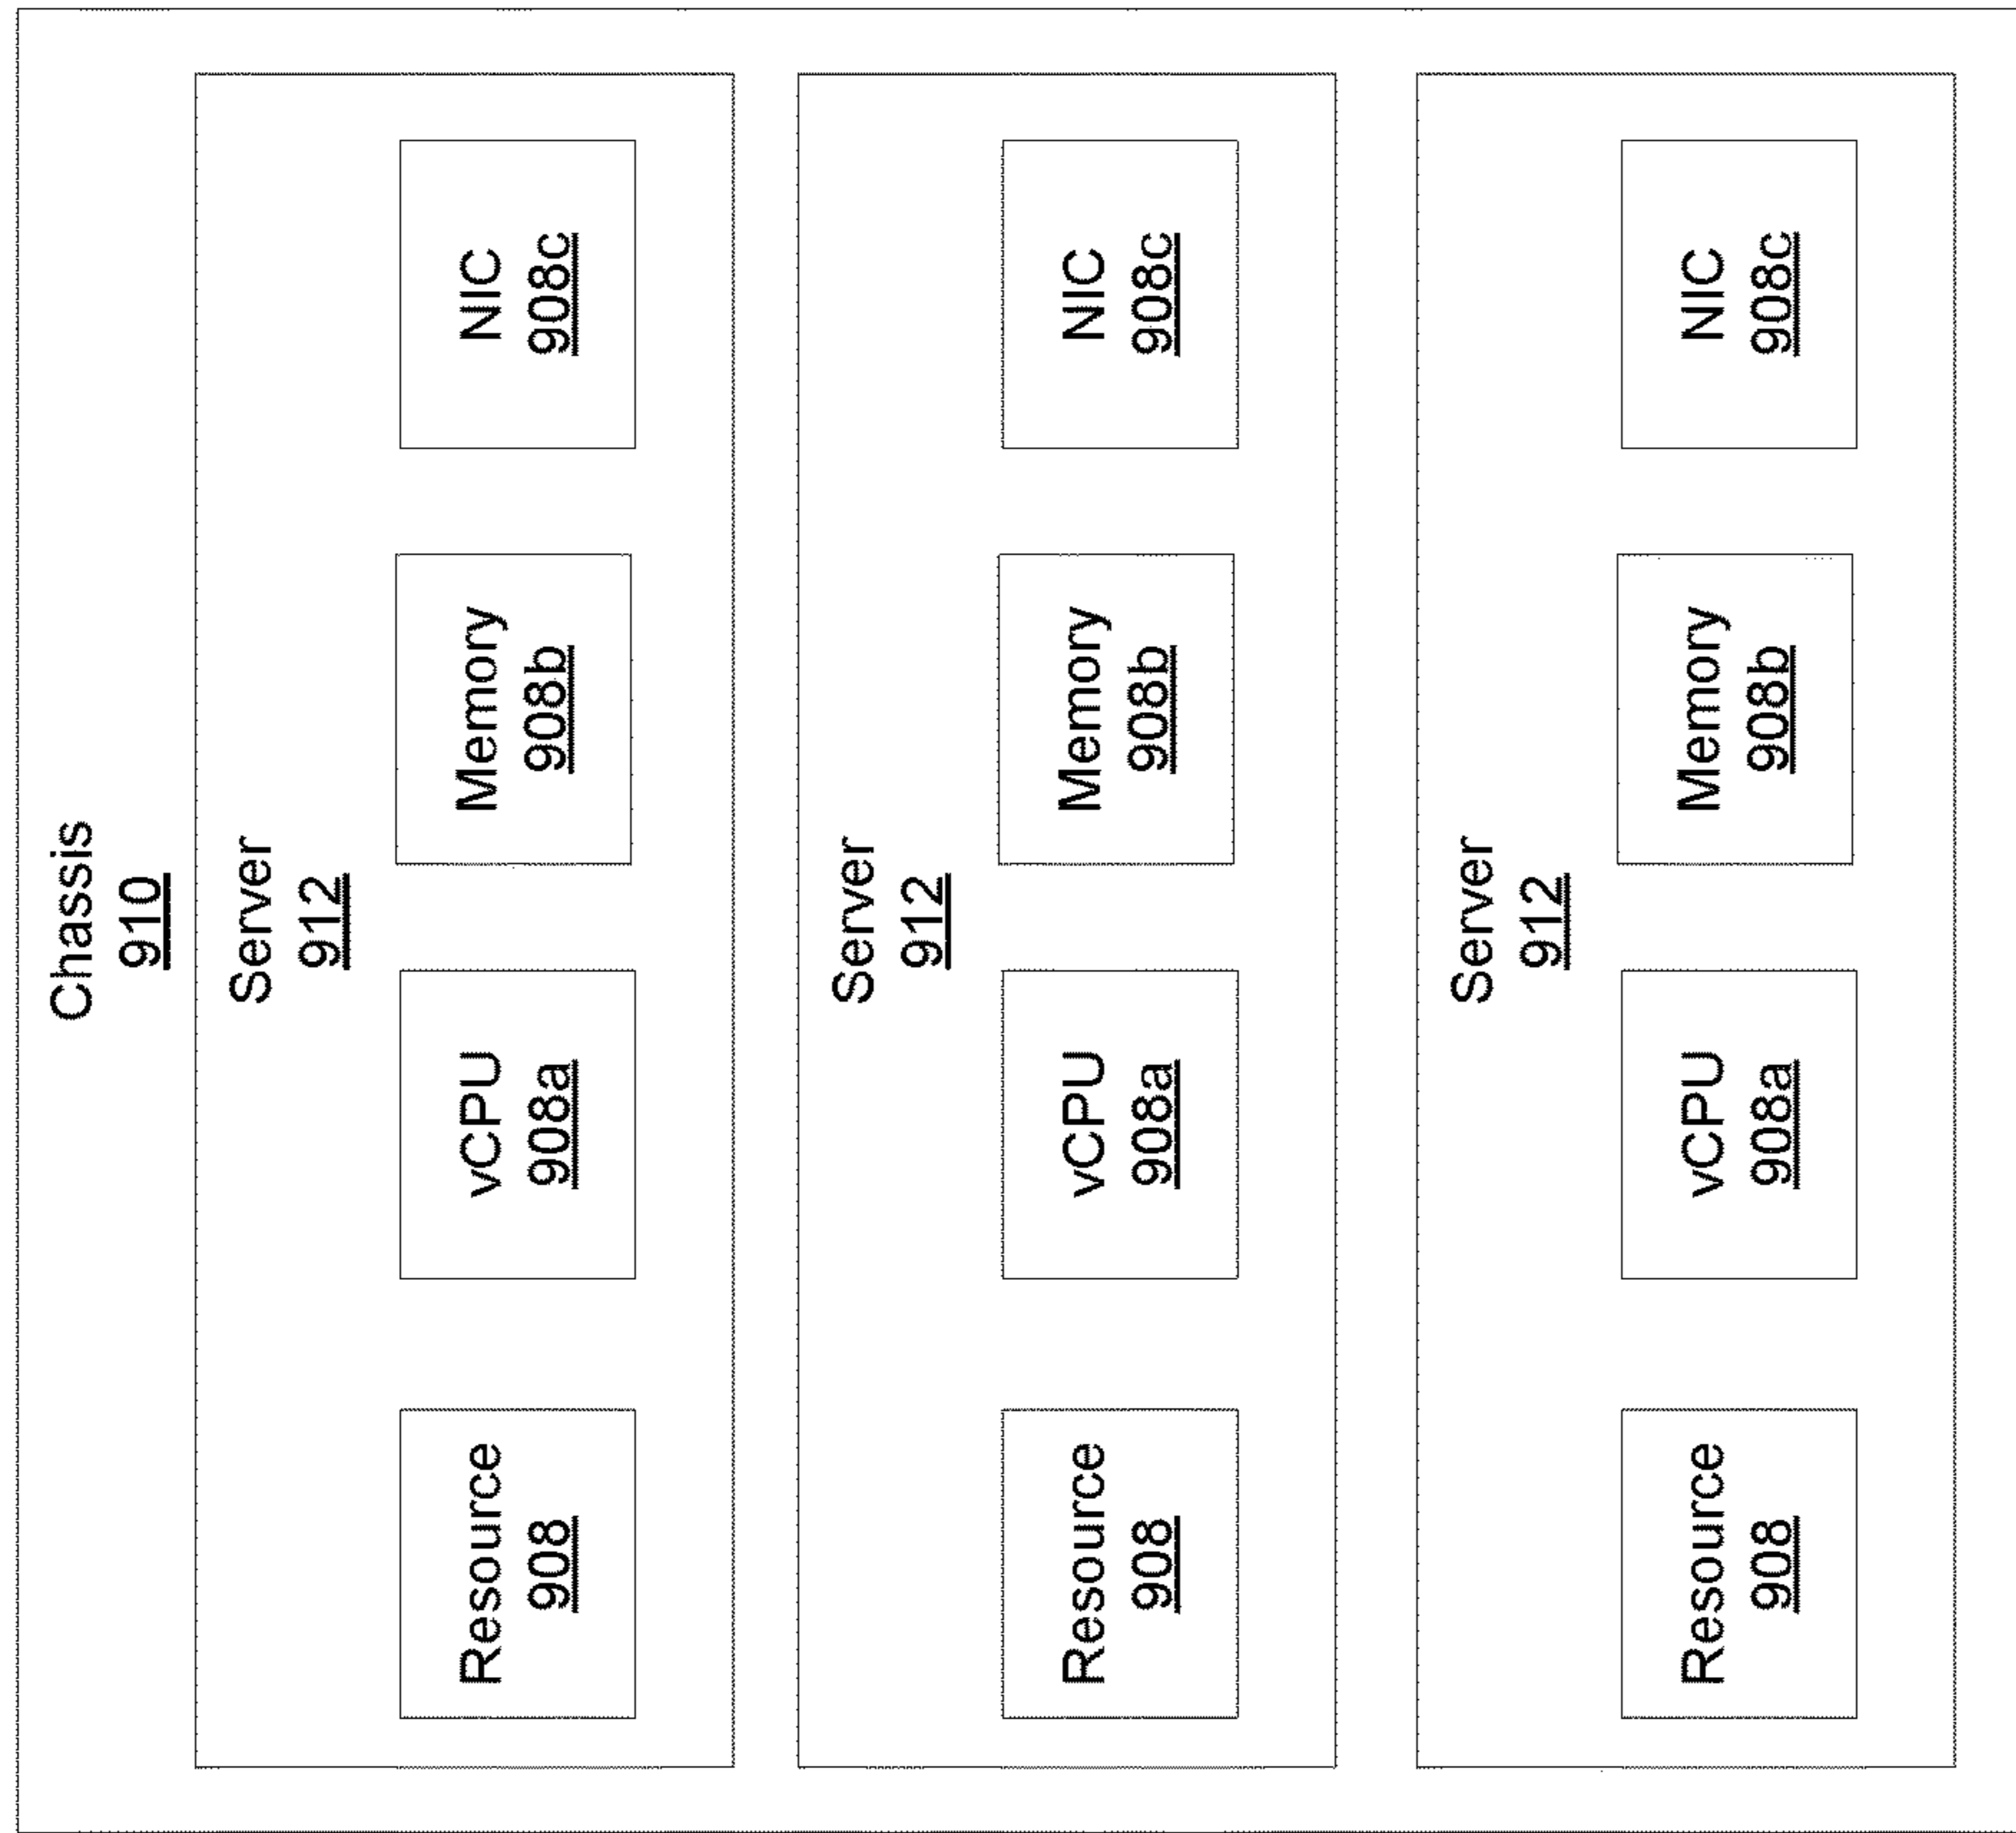 Chassis
910
Server
912
Resource
908
vCPU
908a
Memory
908b
NIC
908c
Server
912
Resource
908
vCPU
908a
Memory
908b
NIC
908c
Server
912
Resource
908
vCPU
908a
Memory
908b
NIC
908c